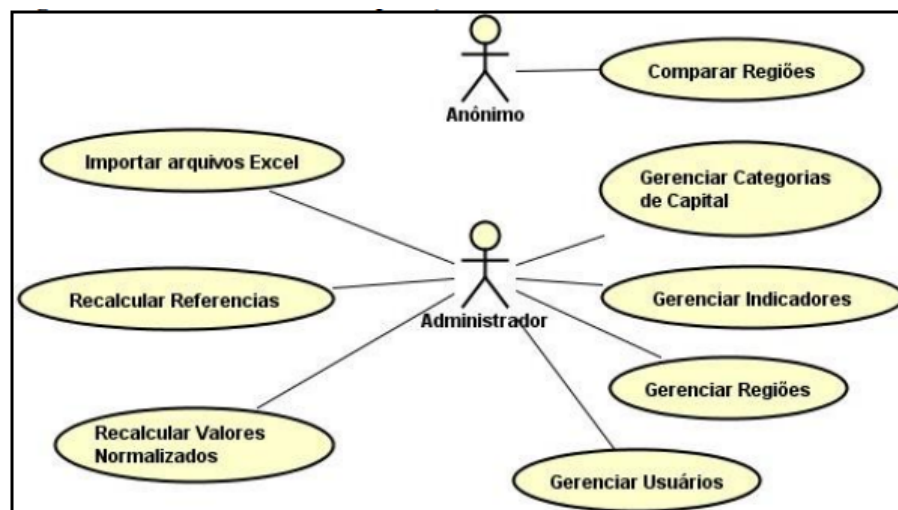 Anônimo
Comparar Regiões
Importar arquivos Excel
Gerenciar Categorias
de Capital
Recalcular Referencias
Administrador
Gerenciar Indicadores
Gerenciar Regiões
Recalcular Valores
Normalizados
Gerenciar Usuários